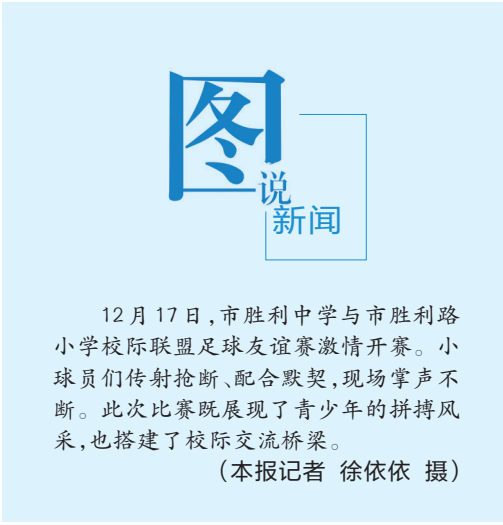 图说
新闻
12月17日,市胜利中学与市胜利路
小学校际联盟足球友谊赛激情开赛。小
球员们传射抢断、配合默契,现场掌声不
断。此次比赛既展现了青少年的拼搏风
采,也搭建了校际交流桥梁。
(本报记者 徐依依 摄)